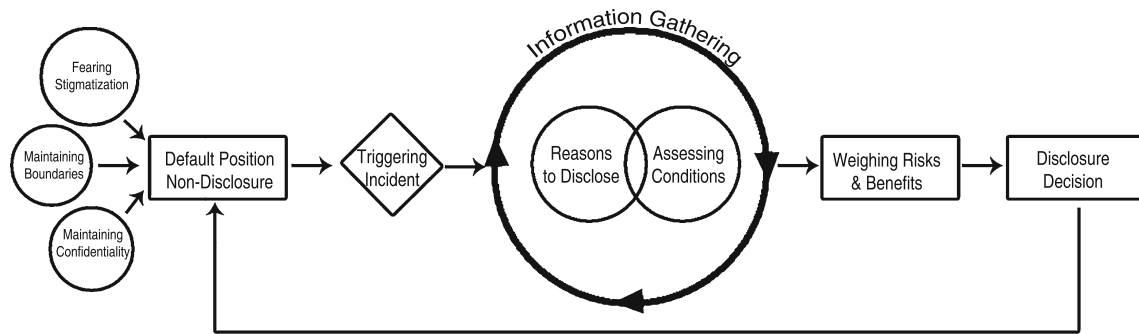 Fearing
Stigmatization
Maintaining
Boundaries
Maintaining
Confidentiality
Default Position
Non-Disclosure
Triggering
Incident
Information Gathering
Reasons
to Disclose
Assessing
Conditions
Weighing Risks
& Benefits
Disclosure
Decision